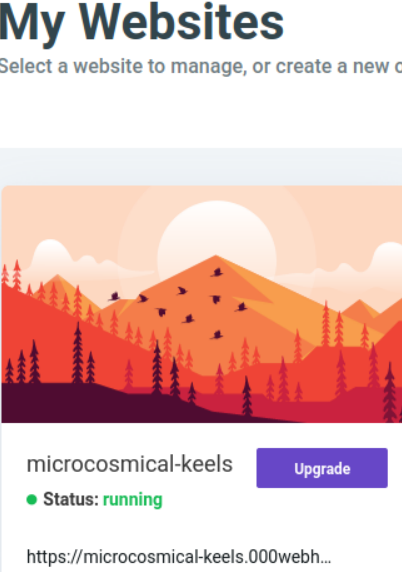 My Websites
Select a website to manage, or create a new
microcosmical-keels
Upgrade
Status: running
https://microcosmical-keels.000webh...